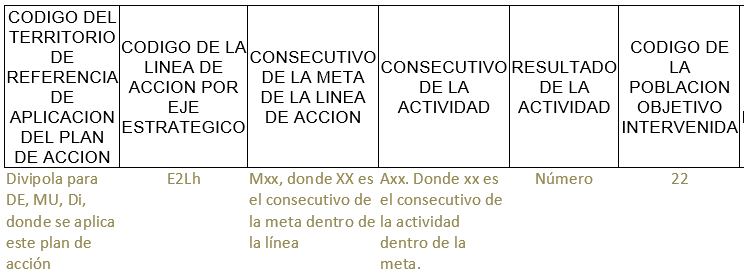 CODIGO DEL
TERRITORIO
DE
REFERENCIA
DE
APLICACION
DEL PLAN
DE ACCION
CODIGO DE LA
LINEA DE
ACCION POR
EJE
ESTRATEGICO
CONSECUTIVO
DE LA META
DE LA LINEA
DE ACCION
CONSECUTIVO
DE LA
ACTIVIDAD
RESULTADO
DE LA
ACTIVIDAD
CODIGO DE
LA
POBLACION
OBJETIVO
INTERVENIDA
Divipola para
DE, MU, Di,
donde se aplica
este plan de
acción
E2Lh
Mxx, donde XX es
el consecutivo de
la meta dentro de
la línea
Axx. Donde xx es
el consecutivo de
la actividad
dentro de la
meta.
Número
22